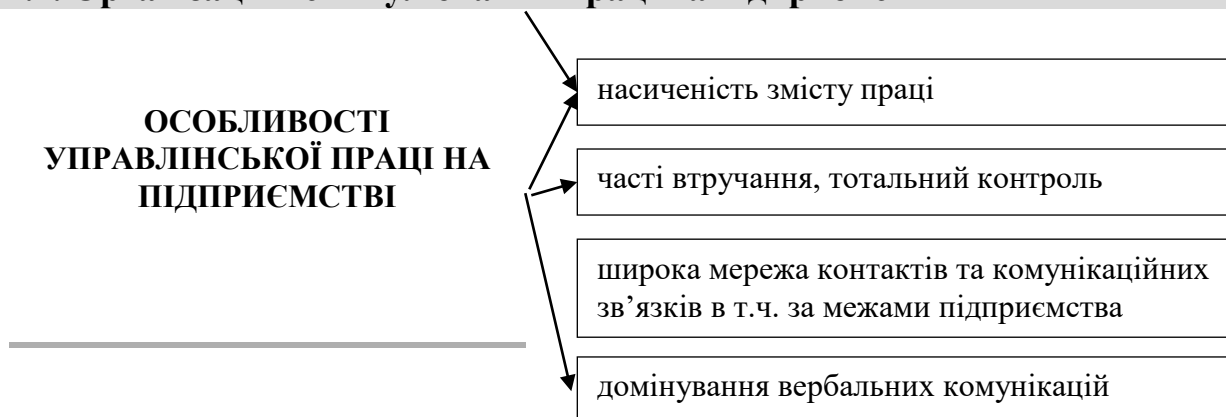 ОСОБЛИВОСТІ
УПРАВЛІНСЬКОЇ ПРАЦІ НА
ПІДПРИЄМСТВІ
насиченість змісту праці
часті втручання, тотальний контроль
широка мережа контактів та комунікаційних
зв’язків в т.ч. за межами підприємства
домінування вербальних комунікацій